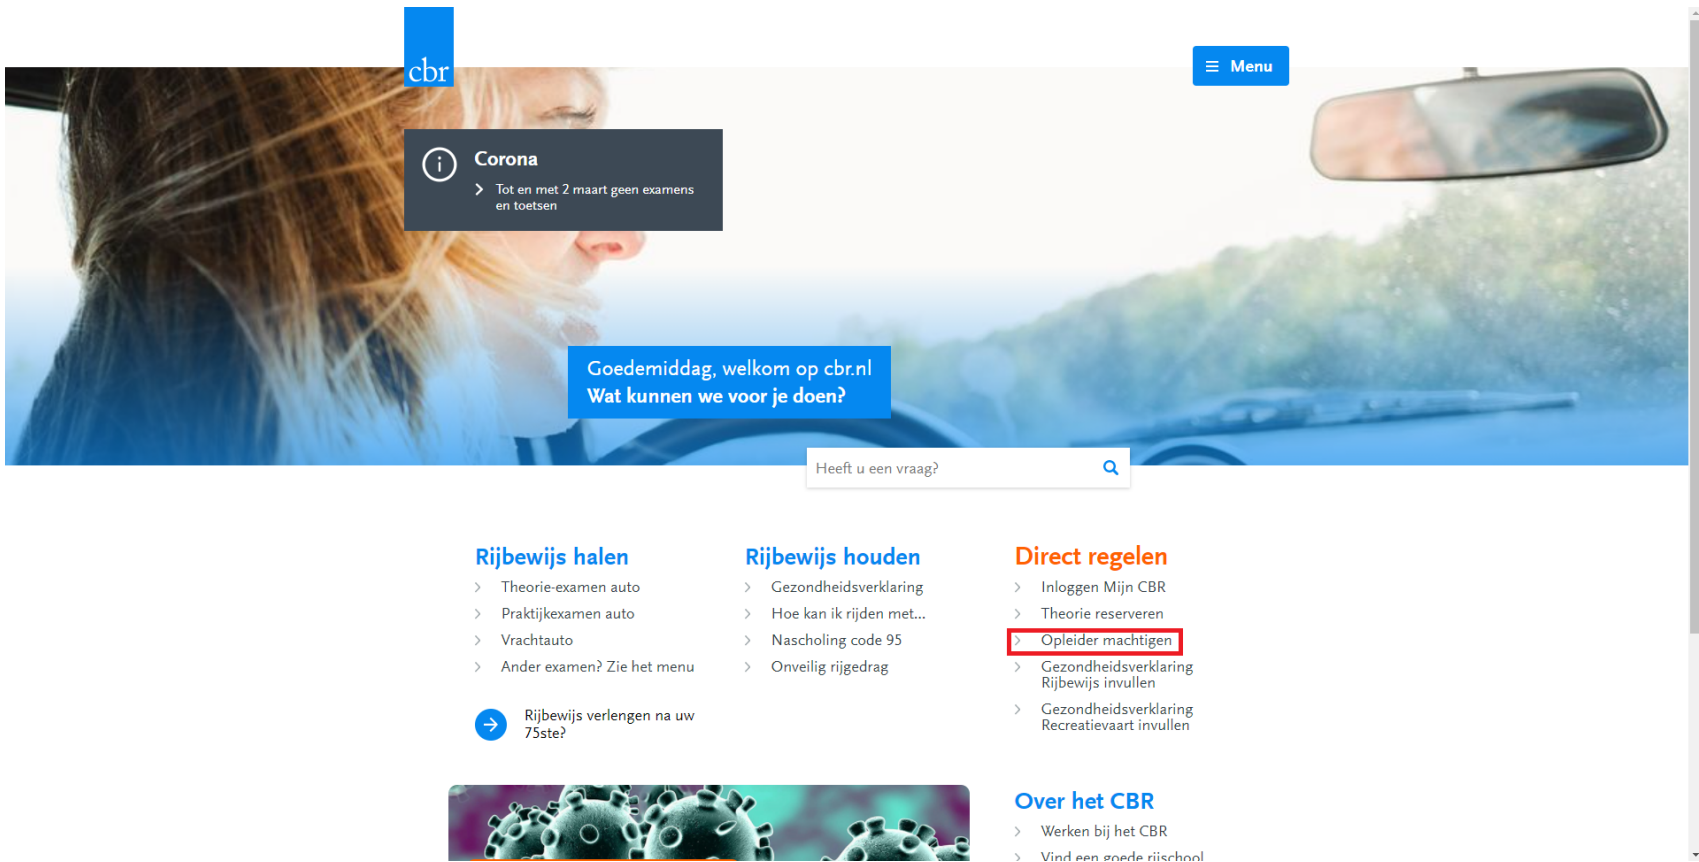 cbr
Menu
Corona
Tot en met 2 maart geen examens
en toetsen
Goedemiddag, welkom op cbr.nl
Wat kunnen we voor je doen?
Heeft u een vraag?
Rijbewijs halen
Theorie-examen auto
Praktijkexamen auto
Vrachtauto
Ander examen? Zie het menu
Rijbewijs verlengen na uw
75ste?
Rijbewijs houden
Gezondheidsverklaring
Hoe kan ik rijden met...
Nascholing code 95
Onveilig rijgedrag
Direct regelen
Inloggen Mijn CBR
Theorie reserveren
Opleider machtigen
Gezondheidsverklaring
Rijbewijs invullen
Gezondheidsverklaring
Recreatievaart invullen
Over het CBR
Werken bij het CBR
Vind een goede rijschool